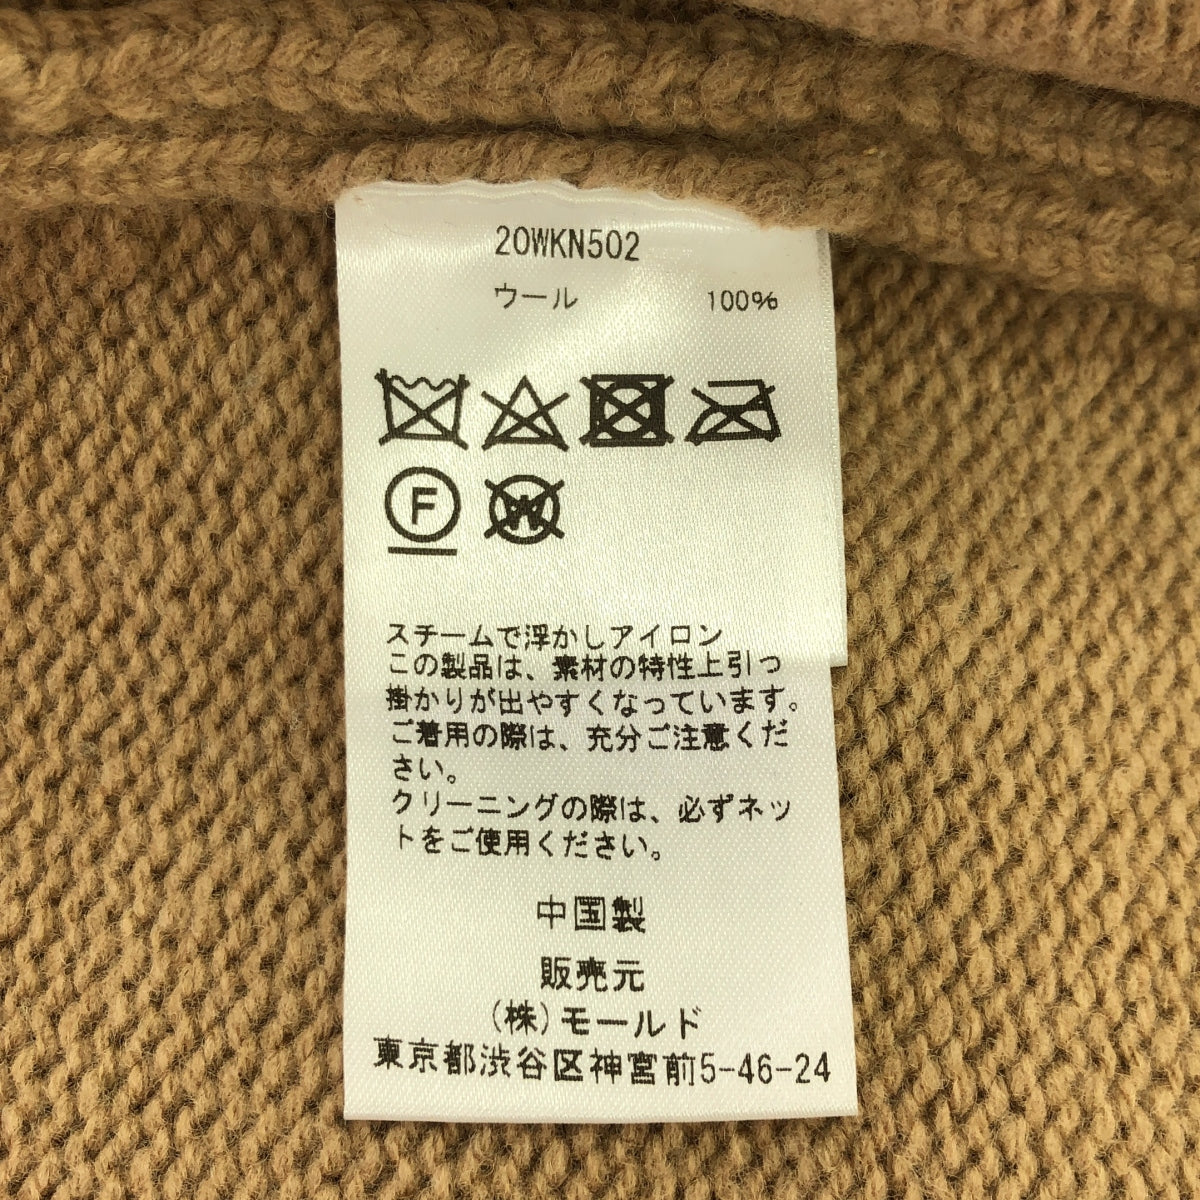 20WKN502
ウール 100%
F
W
スチームで浮かしアイロン
この製品は、素材の特性上引っ
掛かりが出やすくなっています。
ご着用の際は、充分ご注意くだ
さい。
クリーニングの際は、必ずネッ
トをご使用ください。
中国製
販売元
(株)モールド
東京都渋谷区神宮前5-46-24